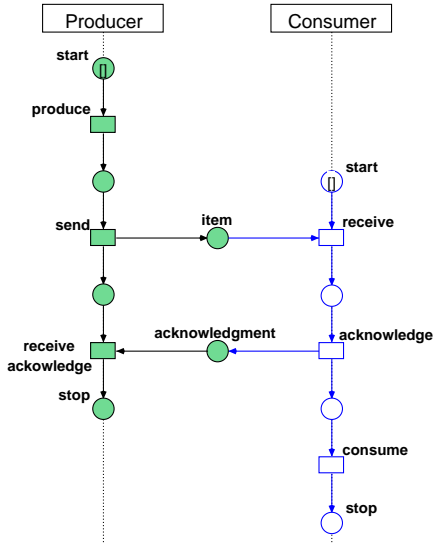 Producer
Consumer
start
[]
produce
start
[]
send
item
receive
acknowledgment
acknowledge
receive
ackowledge
stop
consume
stop